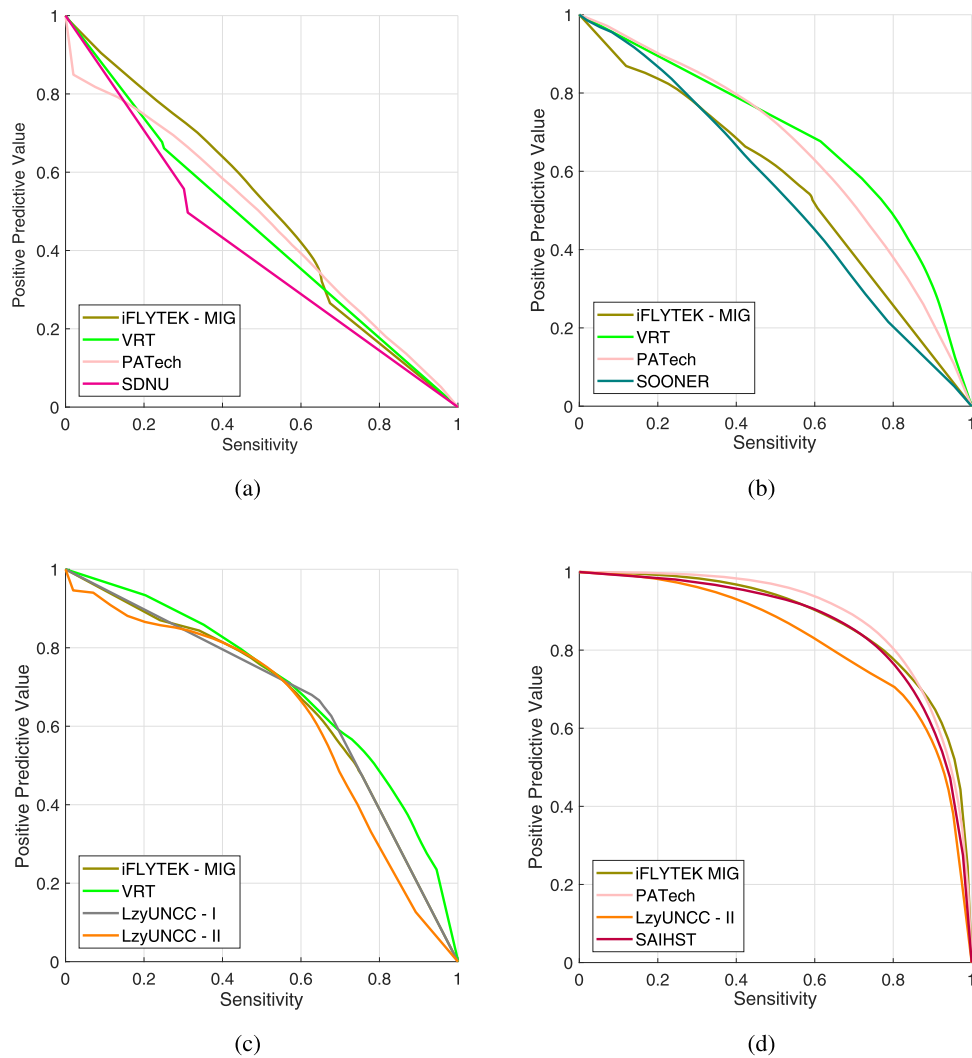 1
0.8
0.6
0.4
0.2
0
0 0.2 0.4 0.6 0.8 1
Positive Predictive Value
Sensitivity
iFLYTEK - MIG
VRT
PATech
SDNU
(a)
1
0.8
0.6
0.4
0.2
0
0 0.2 0.4 0.6 0.8 1
Positive Predictive Value
Sensitivity
iFLYTEK - MIG
VRT
PATech
SOONER
(b)
1
0.8
0.6
0.4
0.2
0
0 0.2 0.4 0.6 0.8 1
Positive Predictive Value
Sensitivity
iFLYTEK - MIG
VRT
LzyUNCC - I
LzyUNCC - II
(c)
1
0.8
0.6
0.4
0.2
0
0 0.2 0.4 0.6 0.8 1
Positive Predictive Value
Sensitivity
iFLYTEK MIG
PATech
LzyUNCC - II
SAIHST
(d)